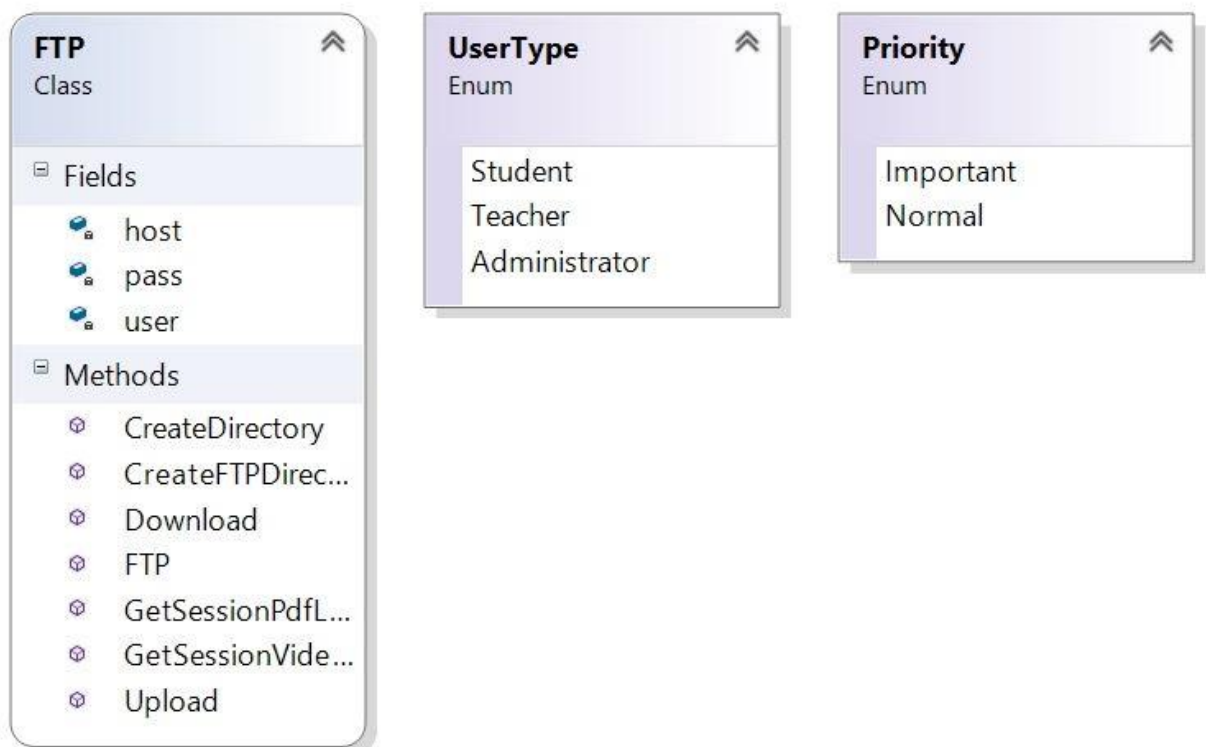 FTP
Class
Fields
host
pass
user
Methods
CreateDirectory
CreateFTPDirec...
Download
FTP
GetSessionPdfL...
GetSessionVide...
Upload
UserType
Enum
Student
Teacher
Administrator
Priority
Enum
Important
Normal